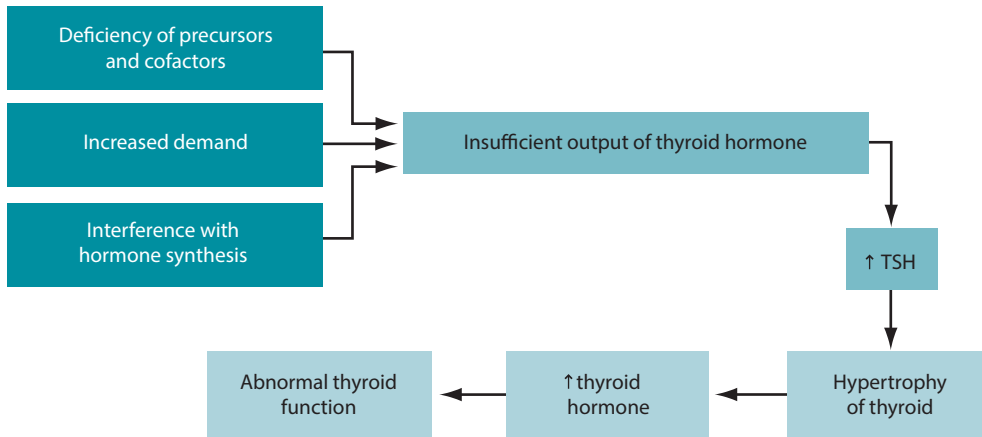 Deficiency of precursors
and cofactors
Increased demand
Interference with
hormone synthesis
Insufficient output of thyroid hormone
↑ TSH
Hypertrophy
of thyroid
↑ thyroid
hormone
Abnormal thyroid
function